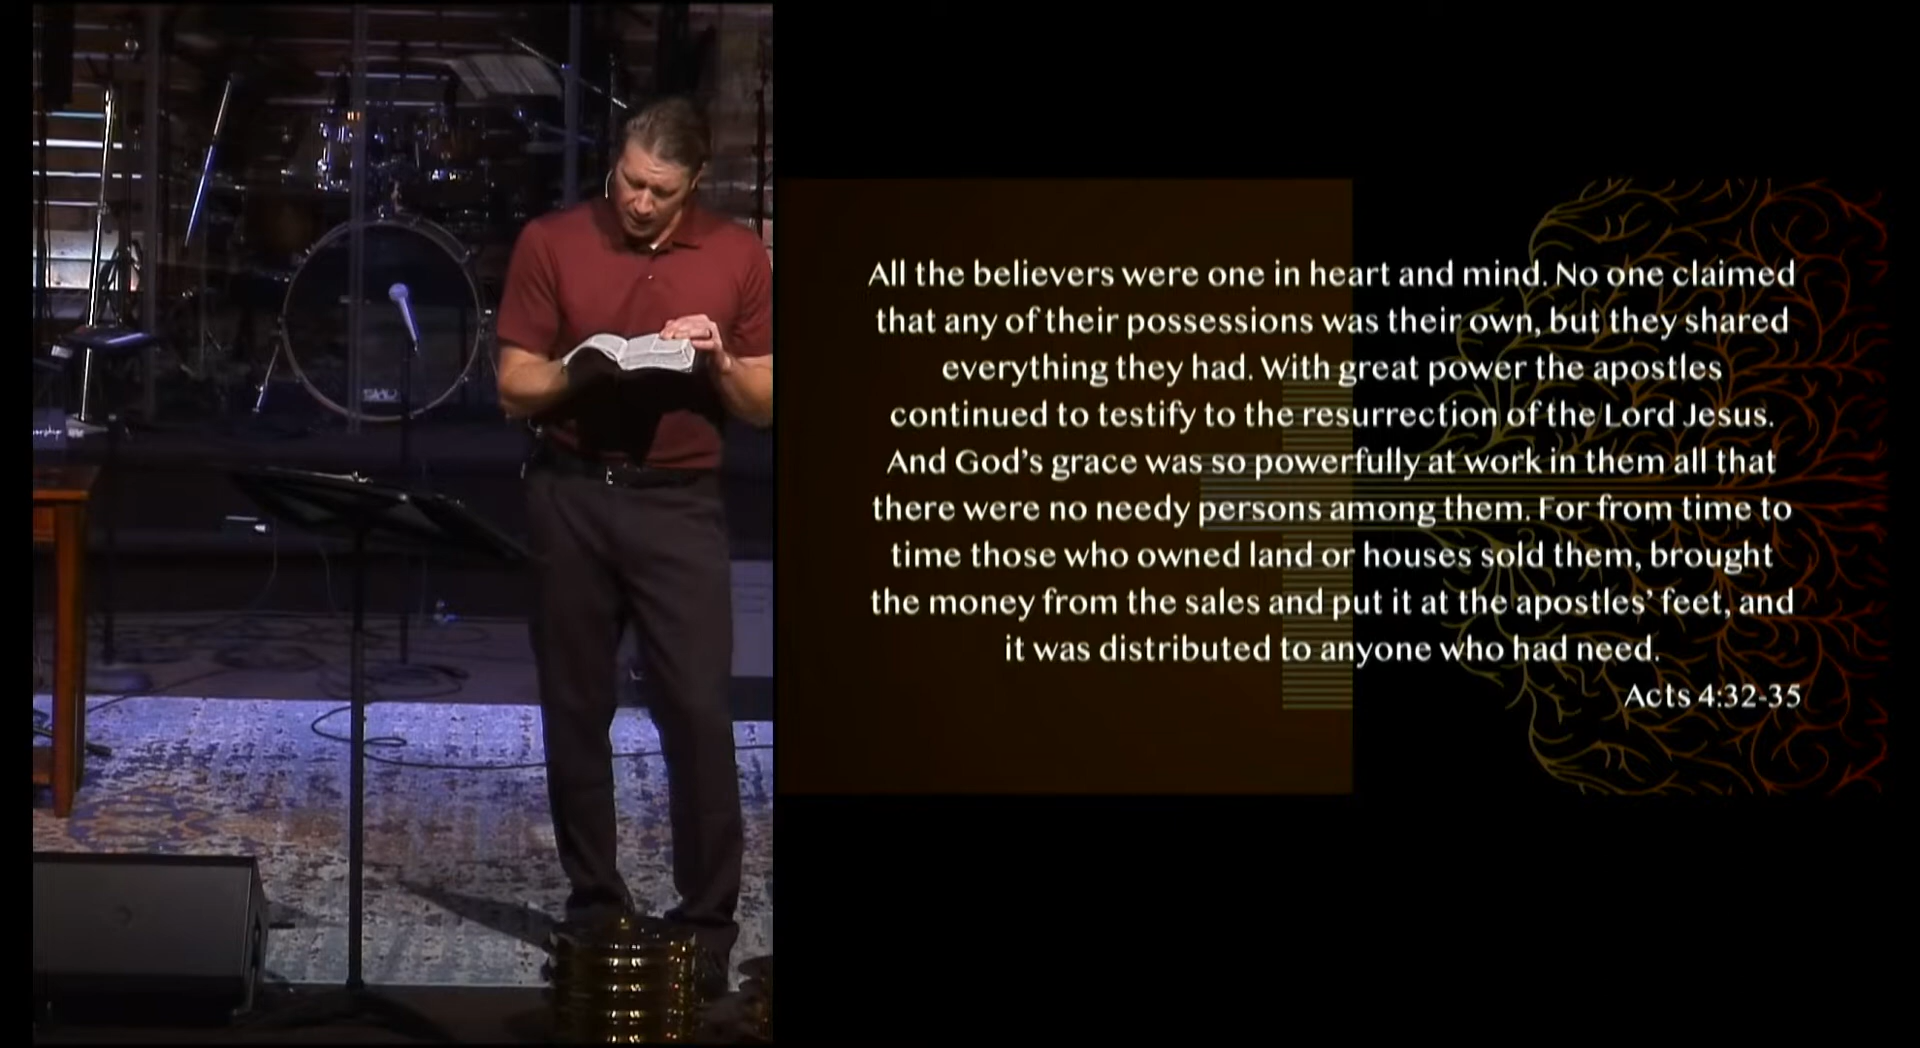 All the believers were one in heart and mind. No one claimed
that any of their possessions was their own, but they shared
everything they had. With great power the apostles
continued to testify to the resurrection of the Lord Jesus.
And God's grace was so powerfully at work in them all that
there were no needy persons among them. For from time to
time those who owned land or houses sold them, brought
the money from the sales and put it at the apostles' feet, and
it was distributed to anyone who had need.
Acts 4:32-35